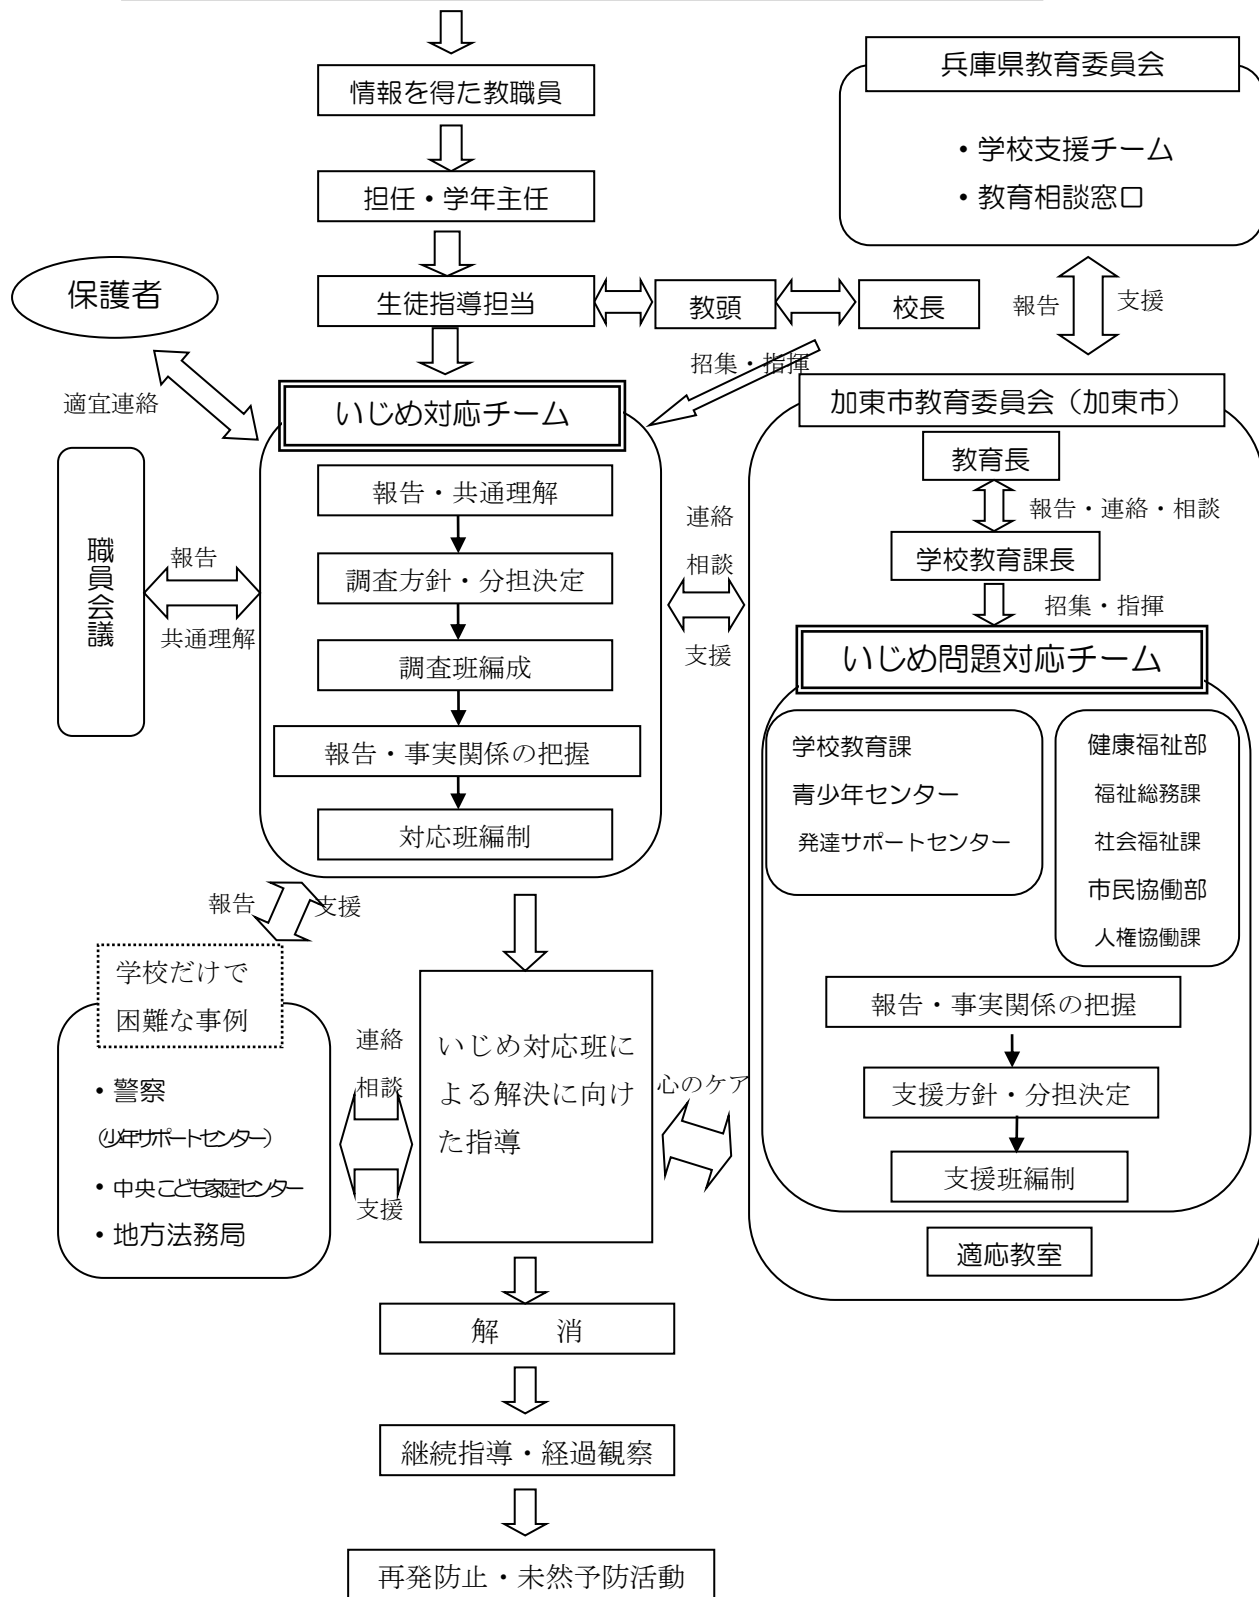 情報を得た教職員
担任・学年主任
生徒指導担当
教頭
校長
兵庫県教育委員会
・学校支援チーム
・教育相談窓口
報告
支援
保護者
適宜連絡
招集・指揮
いじめ対応チーム
報告・共通理解
調査方針・分担決定
調査班編成
報告・事実関係の把握
対応班編制
職員会議
報告
共通理解
連絡
相談
支援
加東市教育委員会（加東市）
教育長
報告・連絡・相談
学校教育課長
招集・指揮
いじめ問題対応チーム
学校教育課
青少年センター
発達サポートセンター
健康福祉部
福祉総務課
社会福祉課
市民協働部
人権協働課
報告・事実関係の把握
支援方針・分担決定
支援班編制
適応教室
報告
支援
学校だけで
困難な事例
・警察
(少年サポートセンター)
・中央こども家庭センター
・地方法務局
連絡
相談
支援
いじめ対応班に
よる解決に向け
た指導
心のケア
解　消
継続指導・経過観察
再発防止・未然予防活動